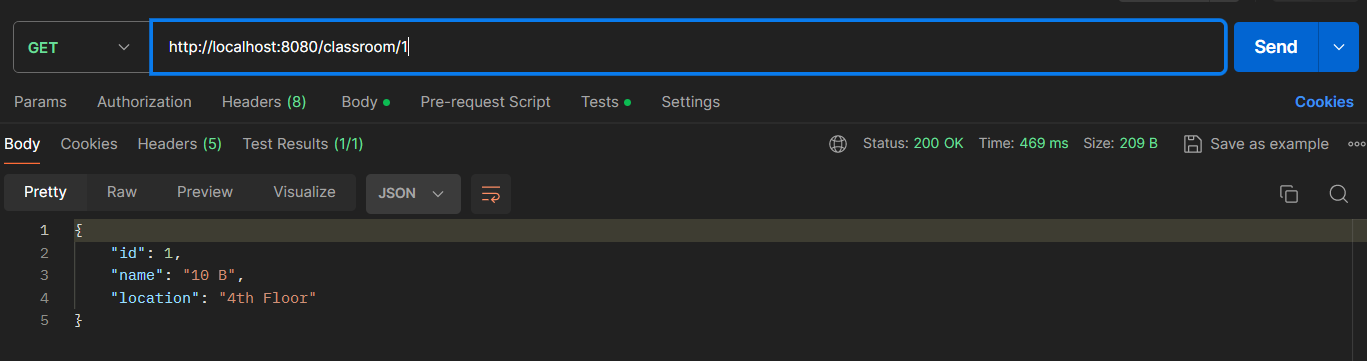 GET http://localhost:8080/classroom/1 Send
Params Authorization Headers (8) Body Pre-request Script Tests Settings Cookies
Body Cookies Headers (5) Test Results (1/1) Status: 200 OK Time: 469 ms Size: 209 B Save as example
Pretty Raw Preview Visualize JSON
1 {
2 "id": 1,
3 "name": "10 B",
4 "location": "4th Floor"
5 }